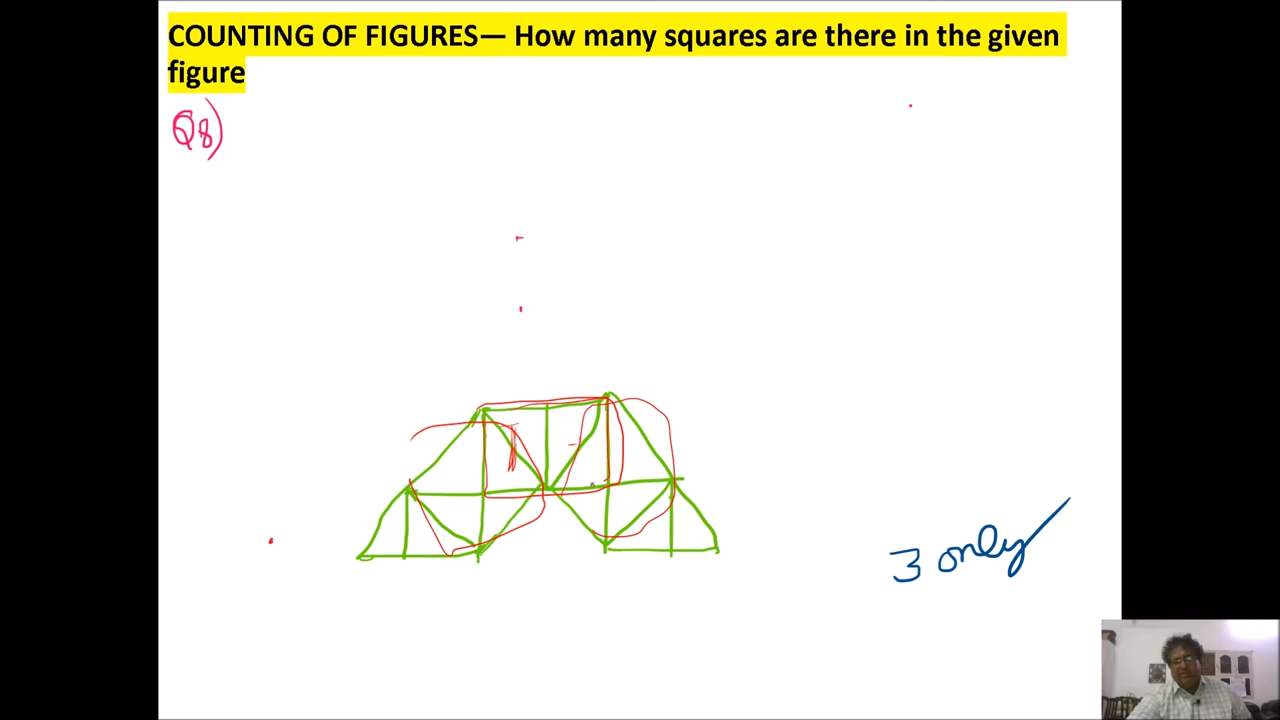 COUNTING OF FIGURES— How many squares are there in the given
figure
Q8)
3 only